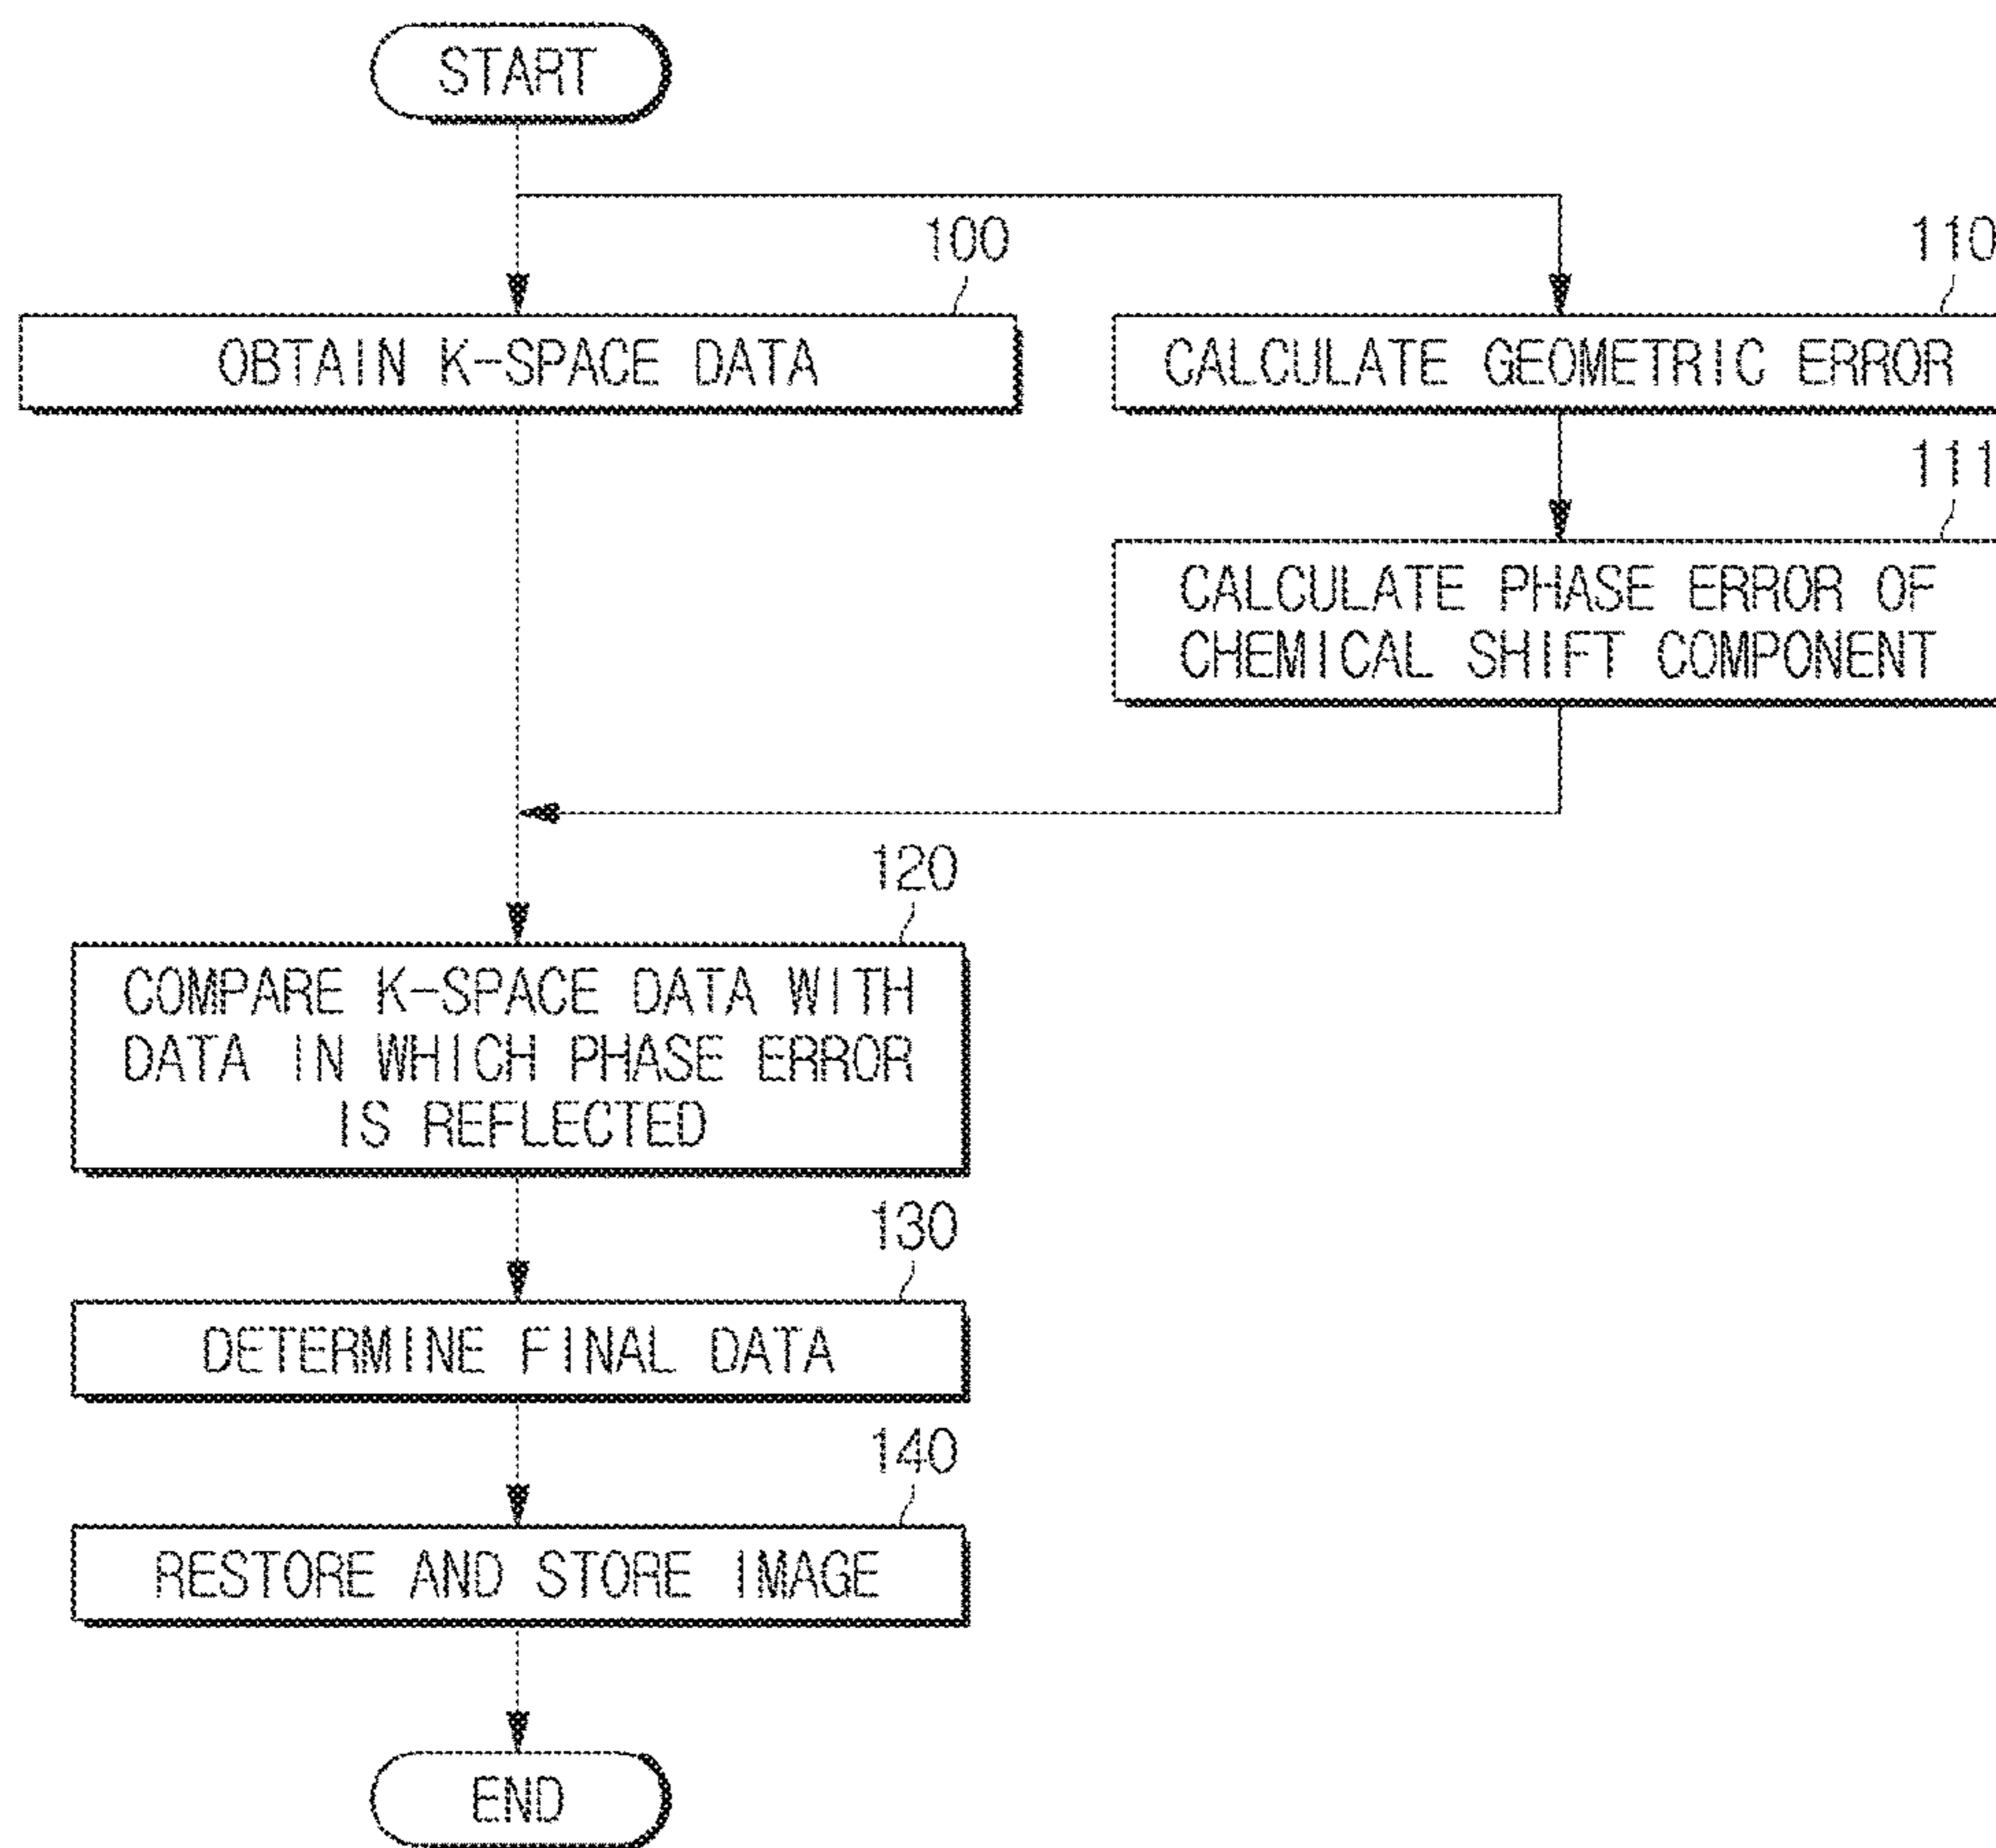 START
100
110
OBTAIN K-SPACE DATA
CALCULATE GEOMETRIC ERROR
111
CALCULATE PHASE ERROR OF
CHEMICAL SHIFT COMPONENT
120
COMPARE K-SPACE DATA WITH
DATA IN WHICH PHASE ERROR
IS REFLECTED
130
DETERMINE FINAL DATA
140
RESTORE AND STORE IMAGE
END